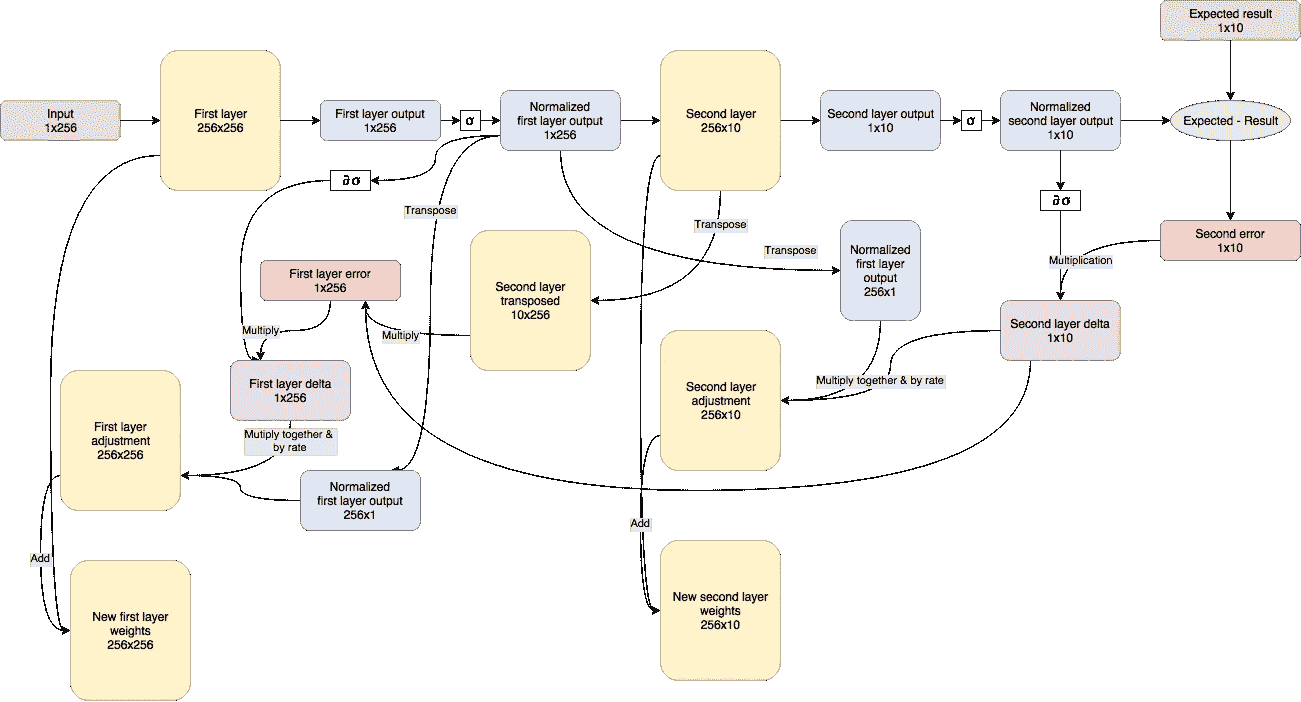 Expected result
1x10
Input
1x256
First layer
256x256
First layer output
1x256
σ
Normalized
first layer output
1x256
Second layer
256x10
Second layer output
1x10
σ
Normalized
second layer output
1x10
Expected - Result
∂σ
∂σ
Transpose
Transpose
Transpose
Normalized
first layer
output
256x1
Second error
1x10
Multiplication
First layer error
1x256
Second layer
transposed
10x256
Multiply
Multiply
Second layer delta
1x10
First layer delta
1x256
Second layer
adjustment
256x10
Multiply together & by rate
First layer
adjustment
256x256
Mutiply together &
by rate
Normalized
first layer output
256x1
Add
Add
New first layer
weights
256x256
New second layer
weights
256x10